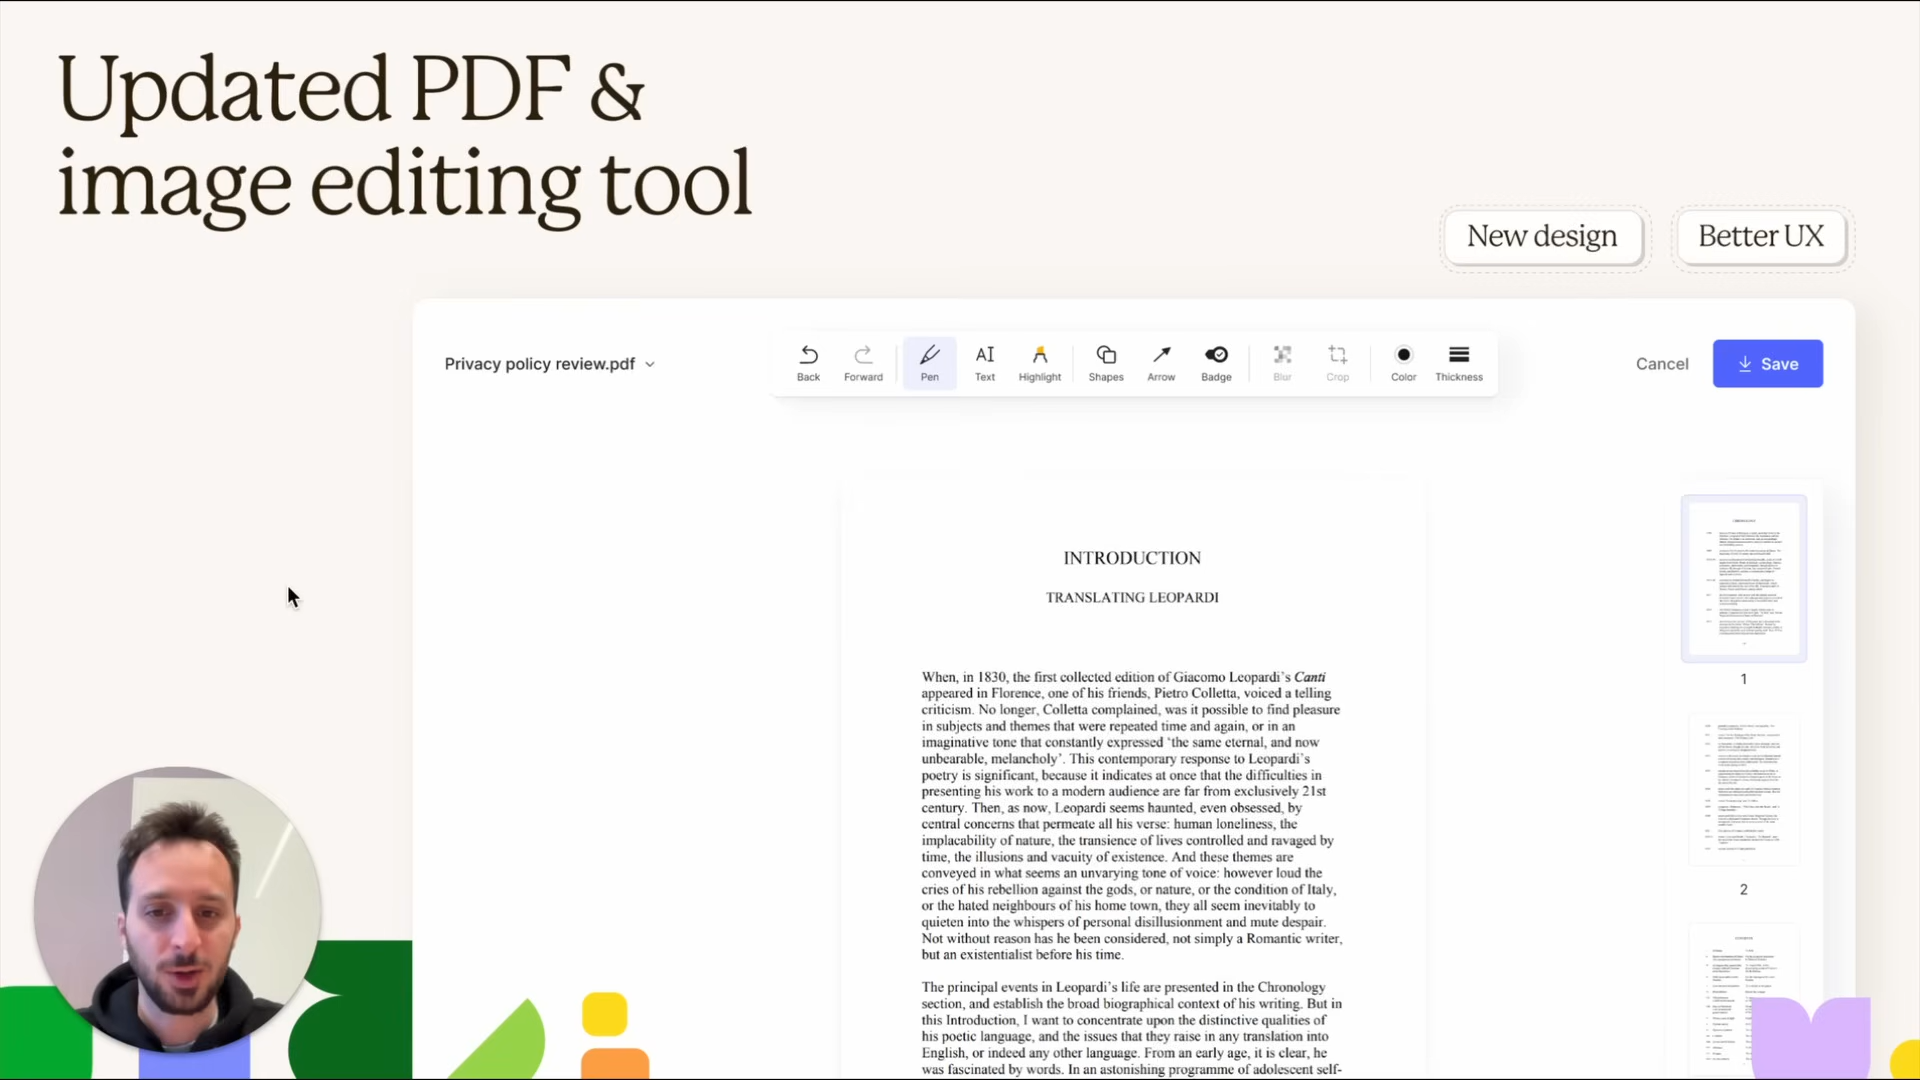 Updated PDF &
image editing tool
New design
Better UX
Privacy policy review.pdf
Back
Forward
Pen
Text
Highlight
Shapes
Arrow
Badge
Blur
Crop
Color
Thickness
Cancel
Save
INTRODUCTION
TRANSLATING LEOPARDI
When, in 1830, the first collected edition of Giacomo Leopardi's Canti
appeared in Florence, one of his friends, Pietro Colletta, voiced a telling
criticism. No longer, Colletta complained, was it possible to find pleasure
in subjects and themes that were repeated time and again, or in an
imaginative tone that constantly expressed 'the same eternal, and now
unbearable, melancholy'. This contemporary response to Leopardi's
poetry is significant, because it indicates at once that the difficulties in
presenting his work to a modern audience are far from exclusively 21st
century. Then, as now, Leopardi seems haunted, even obsessed, by
central concerns that permeate all his verse: human loneliness, the
implacability of nature, the transience of lives controlled and ravaged by
time, the illusions and vacuity of existence. And these themes are
conveyed in what seems an unvarying tone of voice: however loud the
cries of his rebellion against the gods, or nature, or the condition of Italy,
or the hated neighbours of his home town, they all seem inevitably to
quieten into the whispers of personal disillusionment and mute despair.
Not without reason has he been considered, not simply a Romantic writer,
but an existentialist before his time.
The principal events in Leopardi's life are presented in the Chronology
section, and establish the broad biographical context of his writing. But in
this Introduction, I want to concentrate upon the distinctive qualities of
his poetic language, and the issues that they raise in any translation into
English, or indeed any other language. From an early age, it is clear, he
was fascinated by words. In an astonishing programme of adolescent self-
CHRONOLOGY
1
2